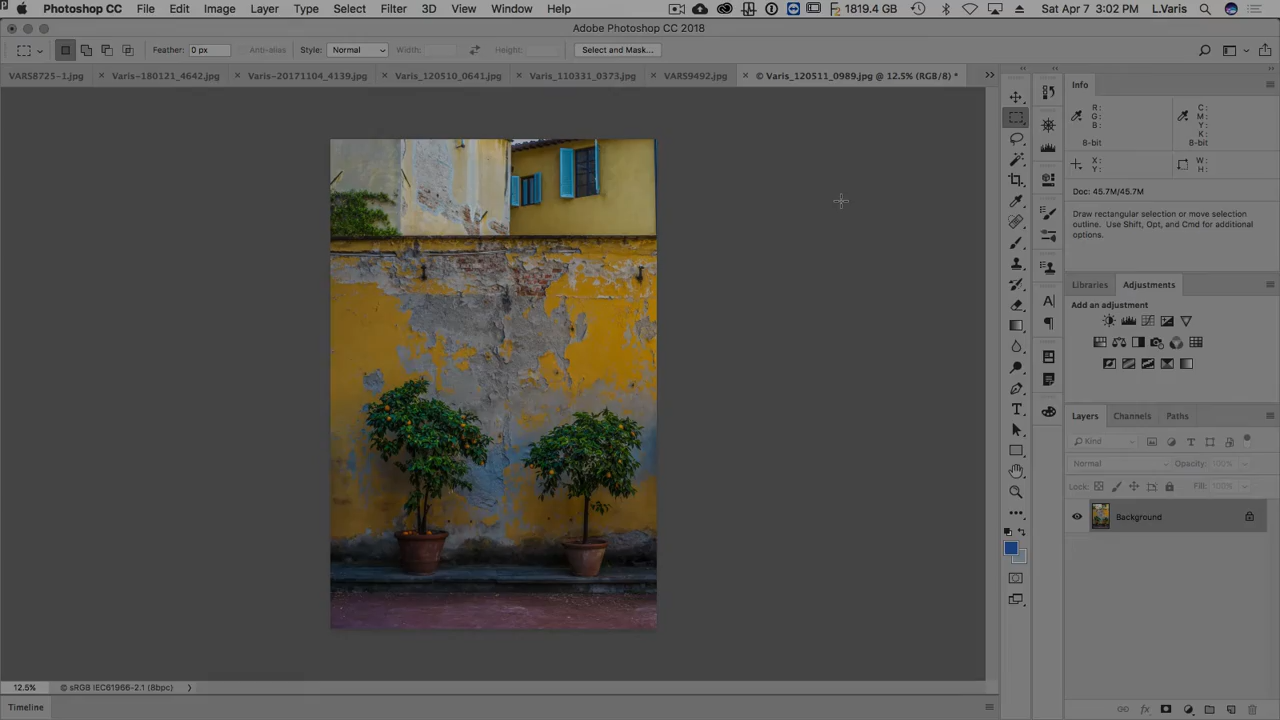 Photoshop CC File Edit Image Layer Type Select Filter 3D View Window Help 1819.4 GB Sat Apr 7 3:02 PM L.Varis
Adobe Photoshop CC 2018
Feather: 0 px Anti-alias Style: Normal Width: Height: Select and Mask...
VARS8725-1.jpg Varis-180121_4642.jpg Varis-20171104_4139.jpg Varis_120510_0641.jpg Varis_110331_0373.jpg VARS9492.jpg © Varis_120511_0989.jpg @ 12.5% (RGB/8) *
Info
R: C:
G: M:
B: Y:
K:
8-bit 8-bit
X: W:
Y: H:
Doc: 45.7M/45.7M
Draw rectangular selection or move selection
outline. Use Shift, Opt, and Cmd for additional
options.
Libraries Adjustments
Add an adjustment
Layers Channels Paths
Kind
Normal Opacity: 100%
Lock: Fill: 100%
Background
12.5% © sRGB IEC61966-2.1 (8bpc)
Timeline